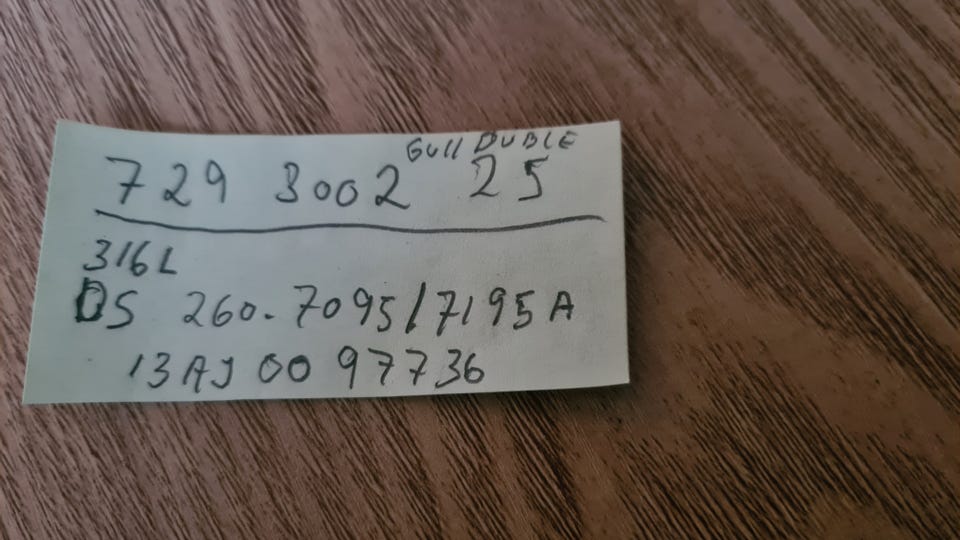 GUll DUBLE
729 3002 25
316L
DS 260-7095/7195A
13AJ 00 97736